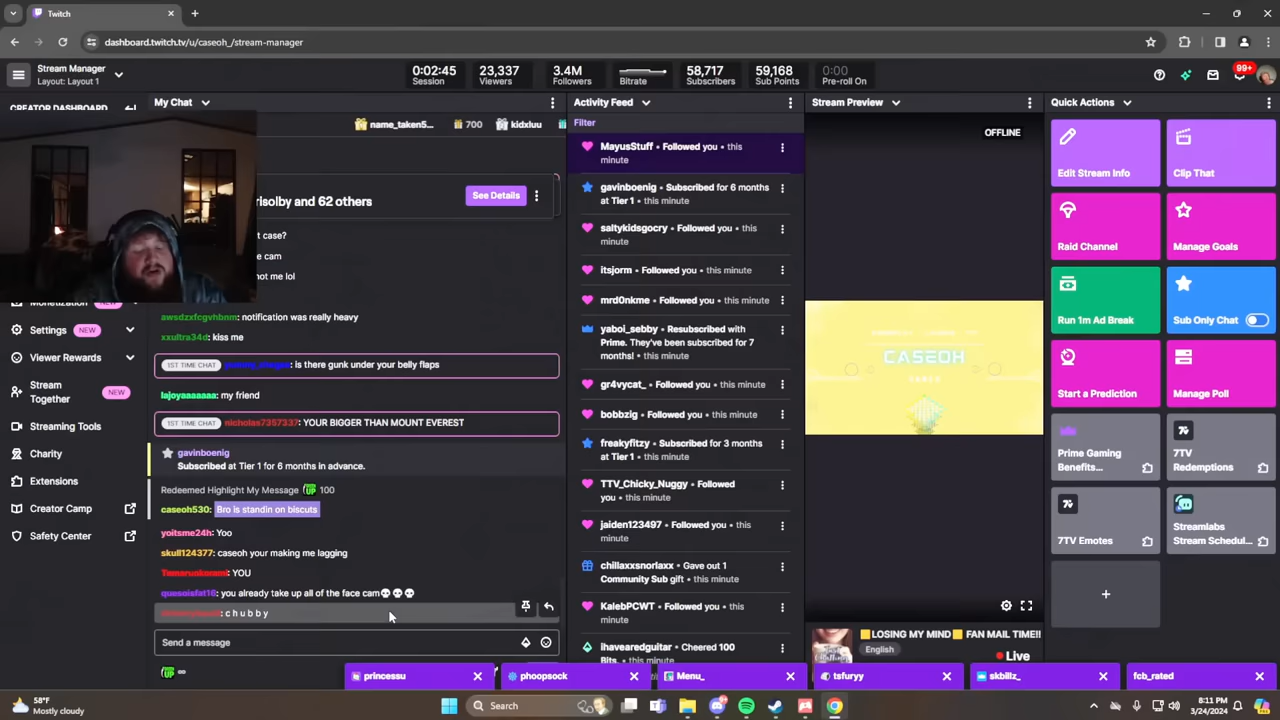 Twitch
dashboard.twitch.tv/u/caseoh_/stream-manager
Stream Manager
Layout: Layout 1
0:02:45
Session
23,337
Viewers
3.4M
Followers
Bitrate
58,717
Subscribers
59,168
Sub Points
0:00
Pre-roll On
99+
CREATOR DASHBOARD
Settings
NEW
Viewer Rewards
Stream
Together
NEW
Streaming Tools
Charity
Extensions
Creator Camp
Safety Center
My Chat
name_taken5...
700
kidxluu
risolby and 62 others
See Details
t case?
e cam
not me lol
awsdzxfcgvhbnm: notification was really heavy
xxultra34d: kiss me
1ST TIME CHAT
: is there gunk under your belly flaps
lajoyaaaaaaa: my friend
1ST TIME CHAT nicholas7357337: YOUR BIGGER THAN MOUNT EVEREST
gavinboenig
Subscribed at Tier 1 for 6 months in advance.
Redeemed Highlight My Message UP 100
caseoh530: Bro is standin on biscuts
yoitsme24h: Yoo
skull124377: caseoh your making me lagging
: YOU
quesoisfat16: you already take up all of the face cam💀💀💀
: c h u b b y
Send a message
UP ∞
Activity Feed
Filter
MayusStuff • Followed you • this
minute
gavinboenig • Subscribed for 6 months
at Tier 1 • this minute
saltykidsgocry • Followed you • this
minute
itsjorm • Followed you • this minute
mrd0nkme • Followed you • this minute
yaboi_sebby • Resubscribed with
Prime. They've been subscribed for 7
months! • this minute
gr4vycat_ • Followed you • this minute
bobbzig • Followed you • this minute
freakyfitzy • Subscribed for 3 months
at Tier 1 • this minute
TTV_Chicky_Nuggy • Followed
you • this minute
jaiden123497 • Followed you • this
minute
chillaxxsnorlaxx • Gave out 1
Community Sub gift • this minute
KalebPCWT • Followed you • this
minute
ihavearedguitar • Cheered 100
Bits.
Stream Preview
OFFLINE
CASEOH
🟨LOSING MY MIND🟨 FAN MAIL TIME!!
English
Live
Quick Actions
Edit Stream Info
Clip That
Raid Channel
Manage Goals
Run 1m Ad Break
Sub Only Chat
Start a Prediction
Manage Poll
Prime Gaming
Benefits...
7TV
Redemptions
7TV Emotes
Streamlabs
Stream Schedul...
princessu
phoopsock
Menu_
tsfuryy
skbillz_
fcb_rated
58°F
Mostly cloudy
Search
8:11 PM
3/24/2024